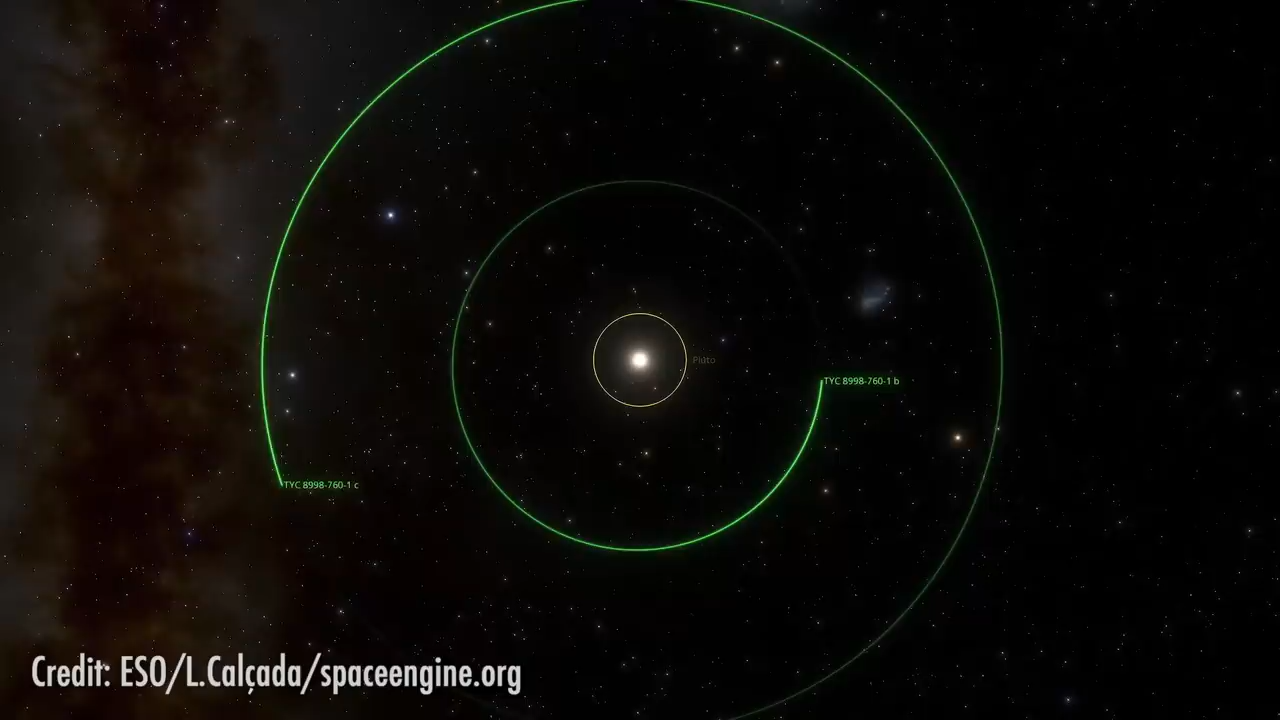 Pluto
TYC 8998-760-1 b
TYC 8998-760-1 c
Credit: ESO/L.Calçada/spaceengine.org